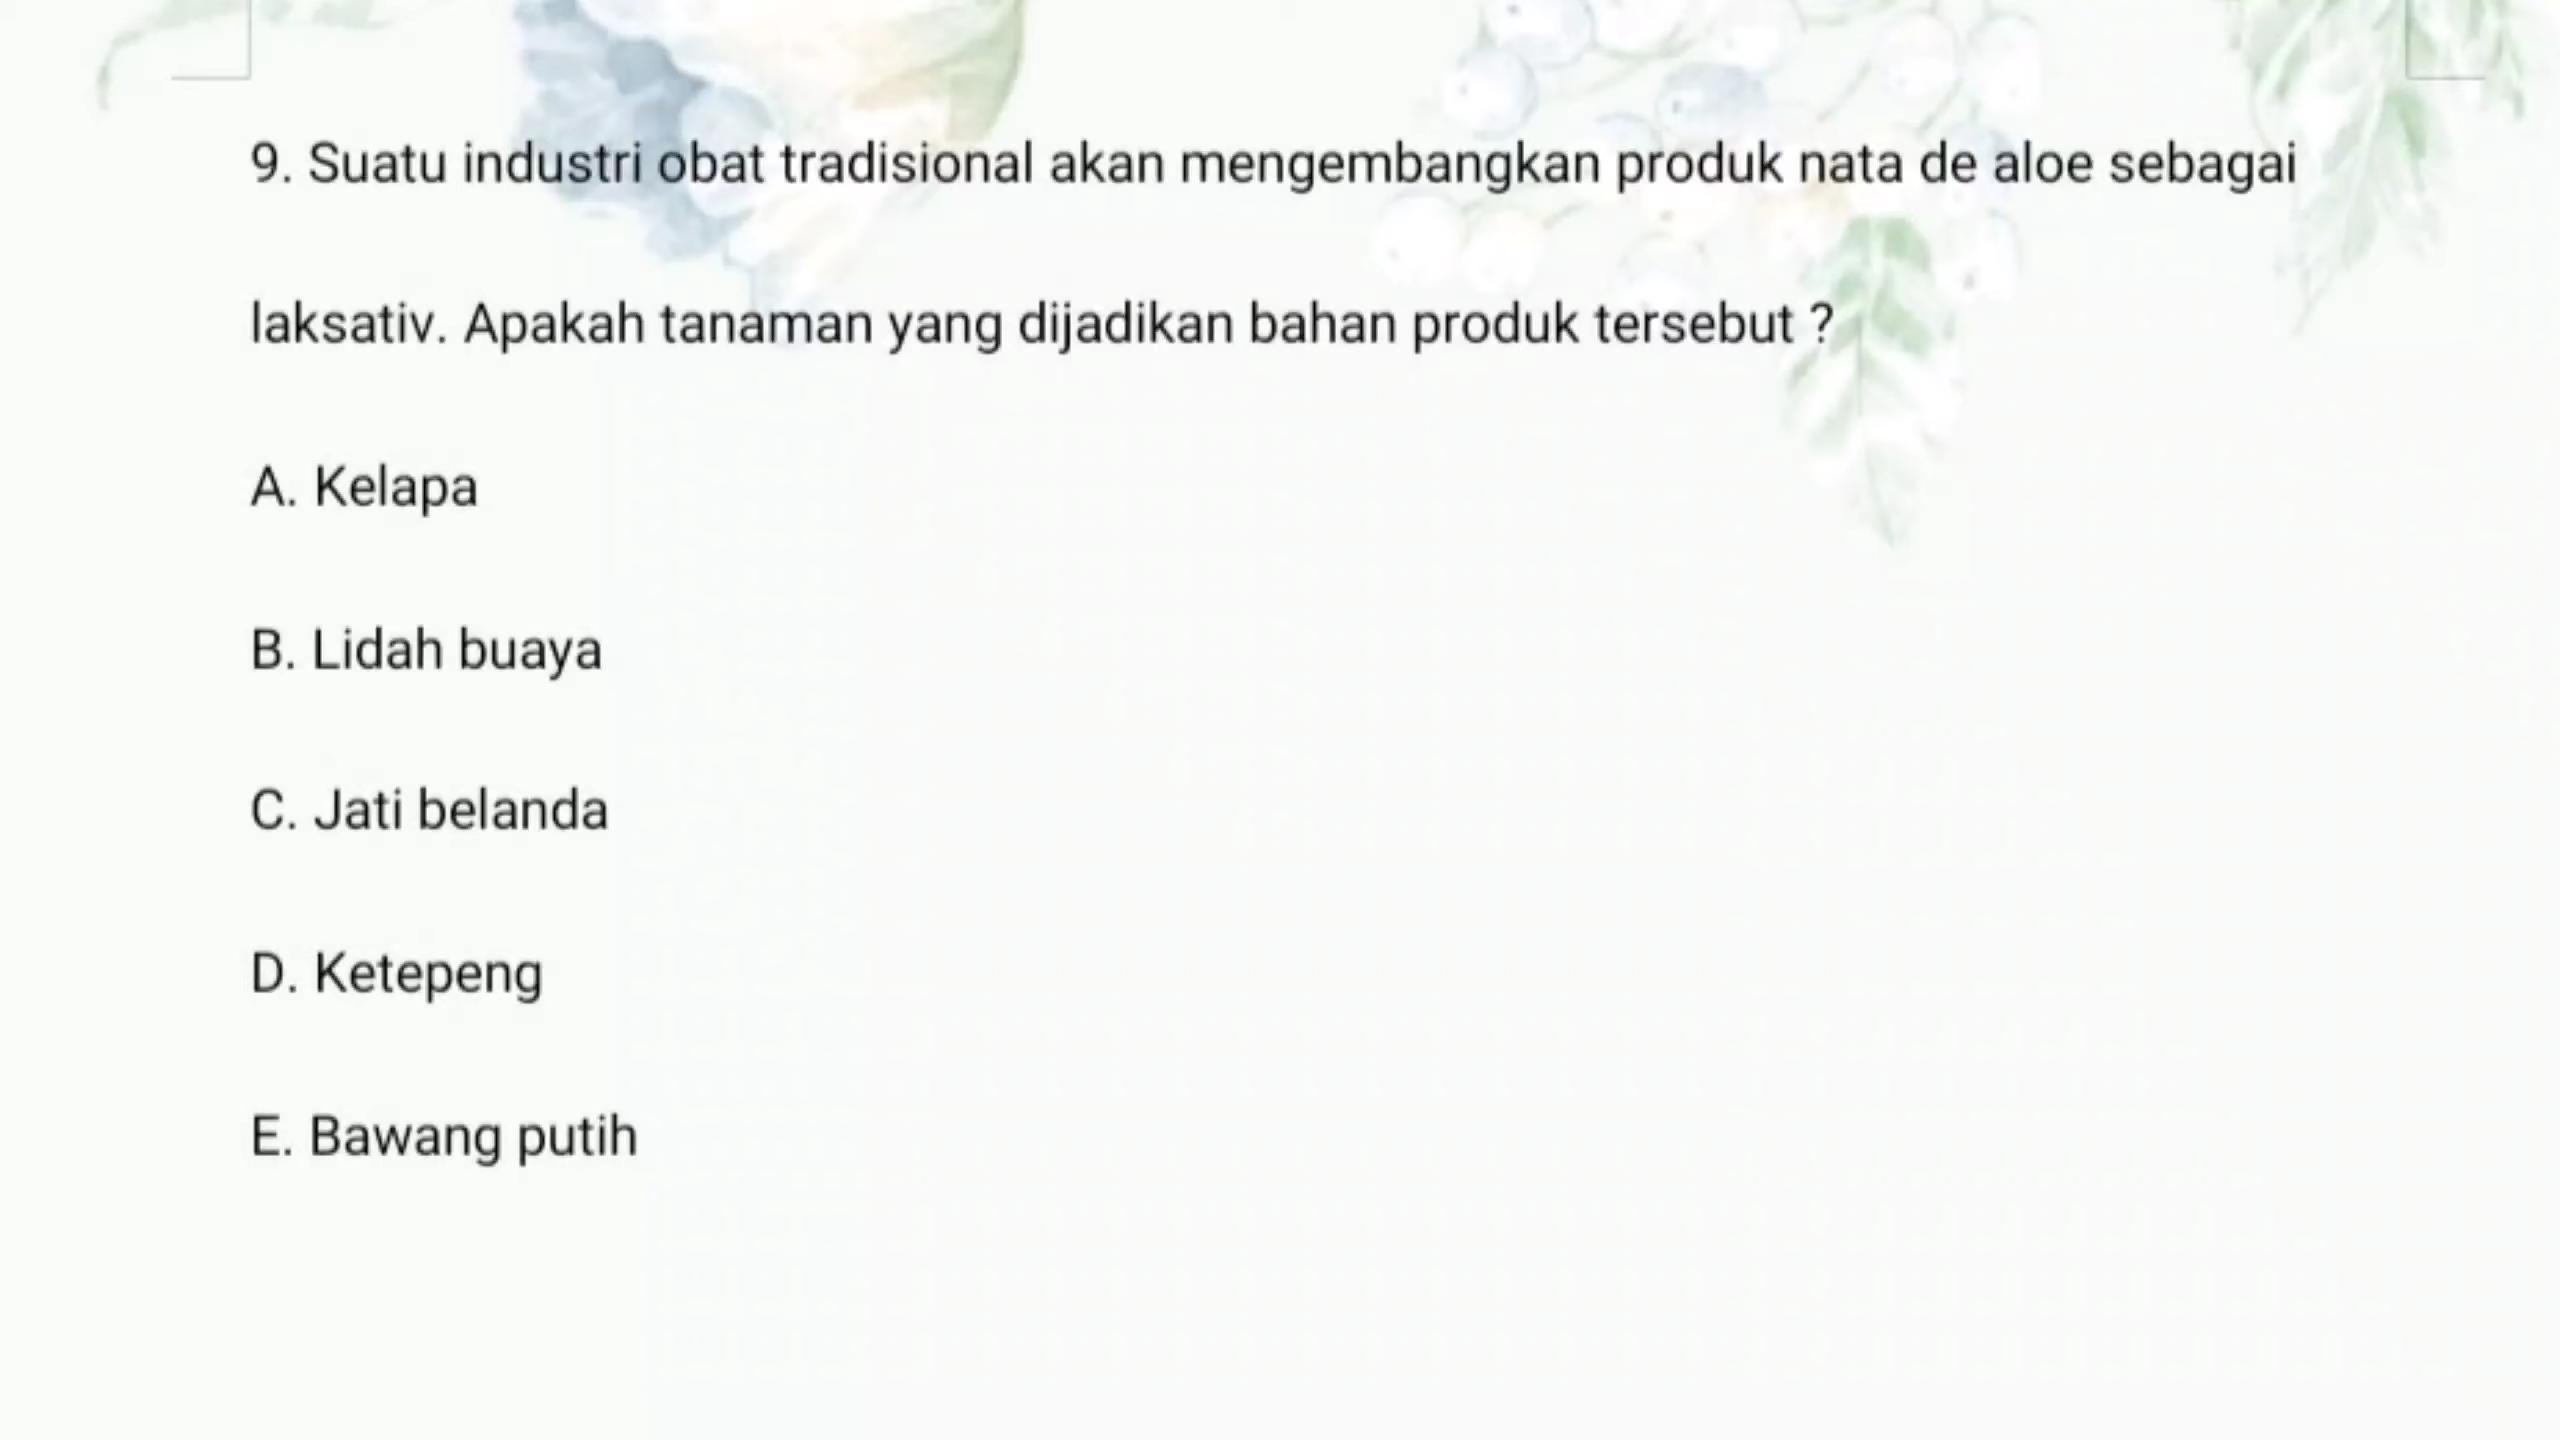 9. Suatu industri obat tradisional akan mengembangkan produk nata de aloe sebagai
laksativ. Apakah tanaman yang dijadikan bahan produk tersebut ?
A. Kelapa
B. Lidah buaya
C. Jati belanda
D. Ketepeng
E. Bawang putih